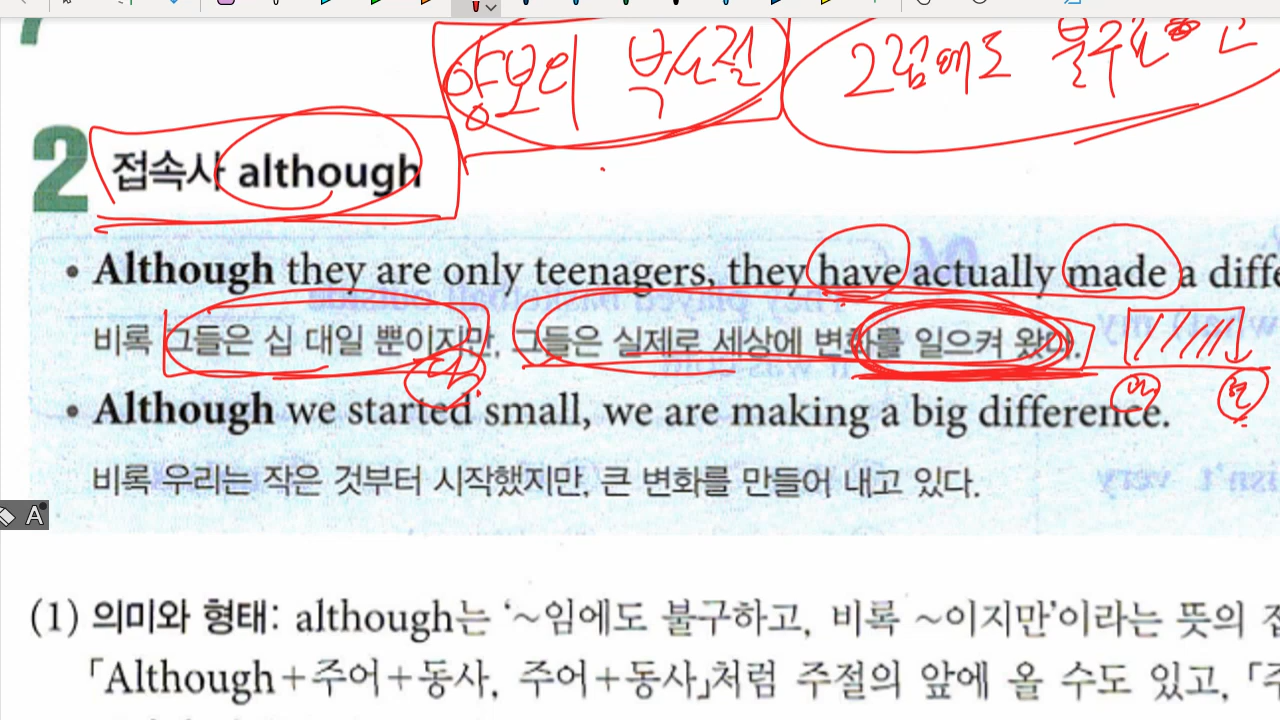 양보의 부사절 그럼에도 불구하고
2 접속사 although
• Although they are only teenagers, they have actually made a diffe
비록 그들은 십 대일 뿐이지만, 그들은 실제로 세상에 변화를 일으켜 왔다.
• Although we started small, we are making a big difference.
비록 우리는 작은 것부터 시작했지만, 큰 변화를 만들어 내고 있다.
A
(1) 의미와 형태: although는 '~임에도 불구하고, 비록 ~이지만'이라는 뜻의 접
「Although+주어+동사, 주어+동사」처럼 주절의 앞에 올 수도 있고, 「주